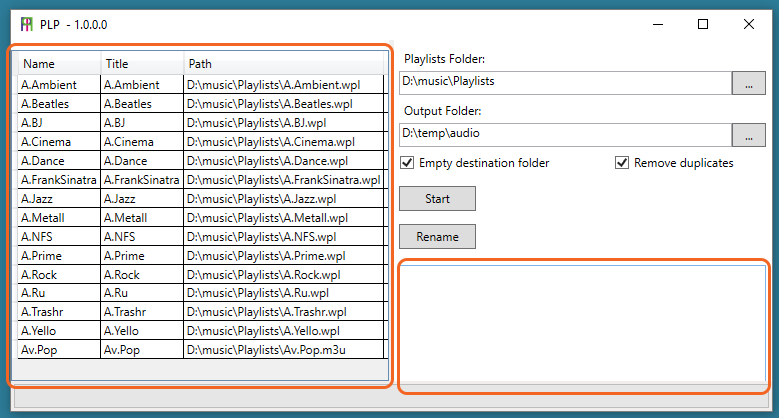 PLP - 1.0.0.0
Name Title Path
A.Ambient A.Ambient D:\music\Playlists\A.Ambient.wpl
A.Beatles A.Beatles D:\music\Playlists\A.Beatles.wpl
A.BJ A.BJ D:\music\Playlists\A.BJ.wpl
A.Cinema A.Cinema D:\music\Playlists\A.Cinema.wpl
A.Dance A.Dance D:\music\Playlists\A.Dance.wpl
A.FrankSinatra A.FrankSinatra D:\music\Playlists\A.FrankSinatra.wpl
A.Jazz A.Jazz D:\music\Playlists\A.Jazz.wpl
A.Metall A.Metall D:\music\Playlists\A.Metall.wpl
A.NFS A.NFS D:\music\Playlists\A.NFS.wpl
A.Prime A.Prime D:\music\Playlists\A.Prime.wpl
A.Rock A.Rock D:\music\Playlists\A.Rock.wpl
A.Ru A.Ru D:\music\Playlists\A.Ru.wpl
A.Trashr A.Trashr D:\music\Playlists\A.Trashr.wpl
A.Yello A.Yello D:\music\Playlists\A.Yello.wpl
Av.Pop Av.Pop D:\music\Playlists\Av.Pop.m3u
Playlists Folder:
D:\music\Playlists ...
Output Folder:
D:\temp\audio ...
Empty destination folder Remove duplicates
Start
Rename